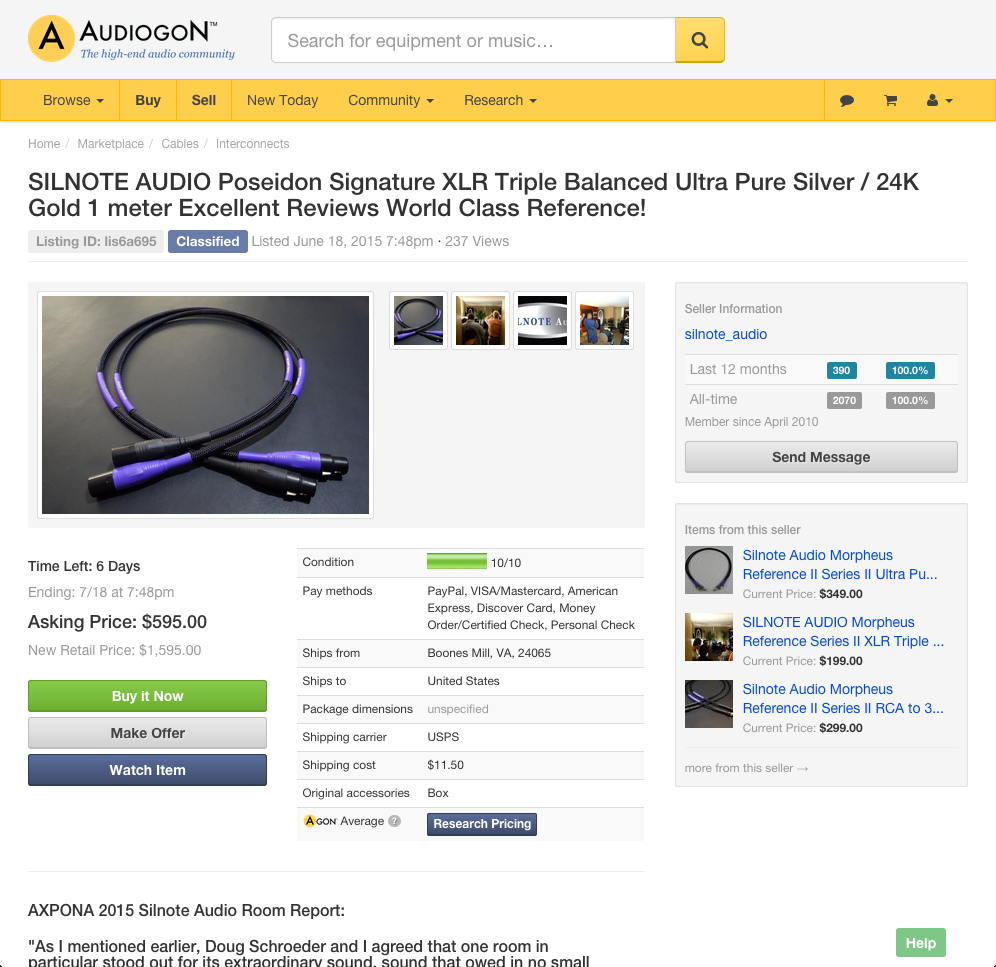 AUDIOGON™
The high-end audio community
Search for equipment or music…
Browse
Buy
Sell
New Today
Community
Research
Home / Marketplace / Cables / Interconnects
SILNOTE AUDIO Poseidon Signature XLR Triple Balanced Ultra Pure Silver / 24K
Gold 1 meter Excellent Reviews World Class Reference!
Listing ID: lis6a695 Classified Listed June 18, 2015 7:48pm · 237 Views
LNOTE AU
Time Left: 6 Days
Ending: 7/18 at 7:48pm
Asking Price: $595.00
New Retail Price: $1,595.00
Buy it Now
Make Offer
Watch Item
Condition 10/10
Pay methods PayPal, VISA/Mastercard, American
Express, Discover Card, Money
Order/Certified Check, Personal Check
Ships from Boones Mill, VA, 24065
Ships to United States
Package dimensions unspecified
Shipping carrier USPS
Shipping cost $11.50
Original accessories Box
AGON Average ? Research Pricing
Seller Information
silnote_audio
Last 12 months 390 100.0%
All-time 2070 100.0%
Member since April 2010
Send Message
Items from this seller
Silnote Audio Morpheus
Reference II Series II Ultra Pu...
Current Price: $349.00
SILNOTE AUDIO Morpheus
Reference Series II XLR Triple ...
Current Price: $199.00
Silnote Audio Morpheus
Reference II Series II RCA to 3...
Current Price: $299.00
more from this seller →
AXPONA 2015 Silnote Audio Room Report:
"As I mentioned earlier, Doug Schroeder and I agreed that one room in
particular stood out for its extraordinary sound, sound that owed in no small
Help